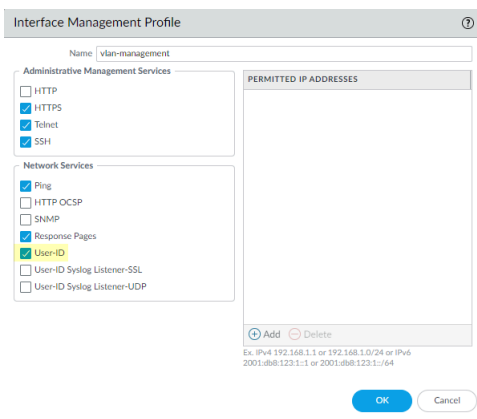 Interface Management Profile
Name vlan-management
Administrative Management Services
HTTP
HTTPS
Telnet
SSH
Network Services
Ping
HTTP OCSP
SNMP
Response Pages
User-ID
User-ID Syslog Listener-SSL
User-ID Syslog Listener-UDP
PERMITTED IP ADDRESSES
Add Delete
Ex. IPv4 192.168.1.1 or 192.168.1.0/24 or IPv6
2001:db8:123:1::1 or 2001:db8:123:1::/64
OK Cancel